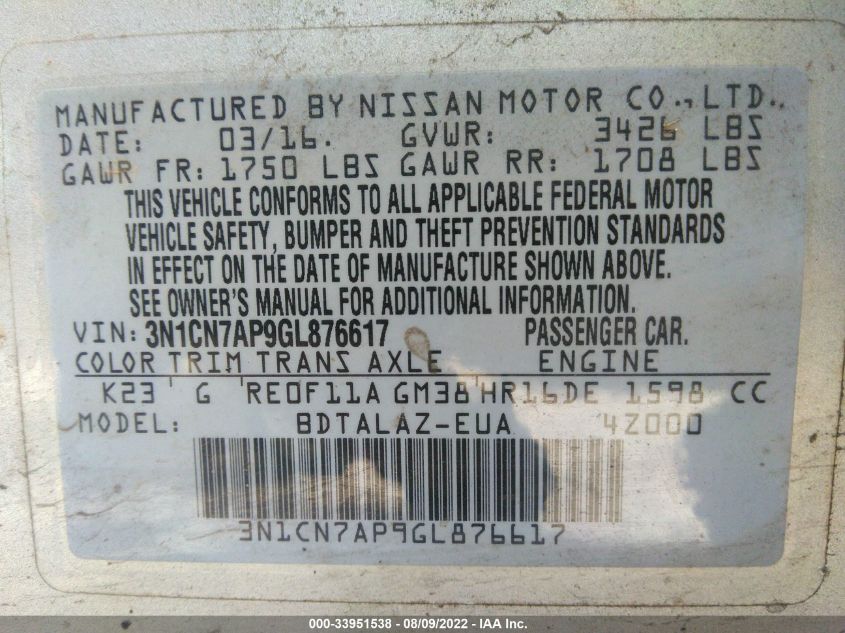 MANUFACTURED BY NISSAN MOTOR CO., LTD.
DATE: 03/16. GVWR: 3426 LBS
GAWR FR: 1750 LBS GAWR RR: 1708 LBS
THIS VEHICLE CONFORMS TO ALL APPLICABLE FEDERAL MOTOR
VEHICLE SAFETY, BUMPER AND THEFT PREVENTION STANDARDS
IN EFFECT ON THE DATE OF MANUFACTURE SHOWN ABOVE.
SEE OWNER'S MANUAL FOR ADDITIONAL INFORMATION.
VIN: 3N1CN7AP9GL876617 PASSENGER CAR.
COLOR TRIM TRANS AXLE ENGINE
K23 ' G 'RE0F11A GM38 'HR16DE 1598 CC
MODEL: BDTALAZ-EUA 4Z000
3N1CN7AP9GL876617
000-33951538 - 08/09/2022 - IAA Inc.